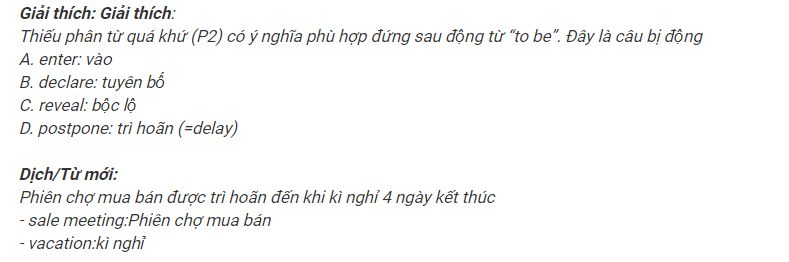 Giải thích: Giải thích:
Thiếu phân từ quá khứ (P2) có ý nghĩa phù hợp đứng sau động từ “to be”. Đây là câu bị động
A. enter: vào
B. declare: tuyên bố
C. reveal: bộc lộ
D. postpone: trì hoãn (=delay)
Dịch/Từ mới:
Phiên chợ mua bán được trì hoãn đến khi kì nghỉ 4 ngày kết thúc
- sale meeting:Phiên chợ mua bán
- vacation:kì nghỉ